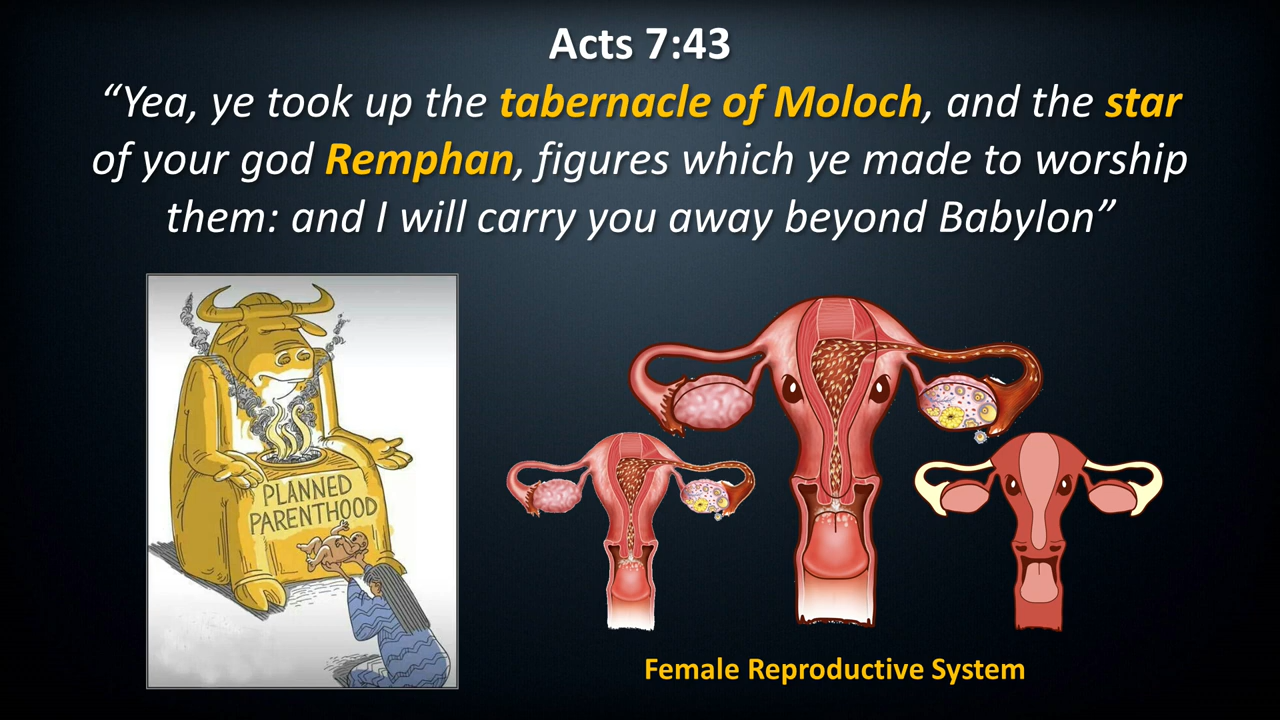 Acts 7:43
“Yea, ye took up the tabernacle of Moloch, and the star
of your god Remphan, figures which ye made to worship
them: and I will carry you away beyond Babylon”
PLANNED
PARENTHOOD
Female Reproductive System